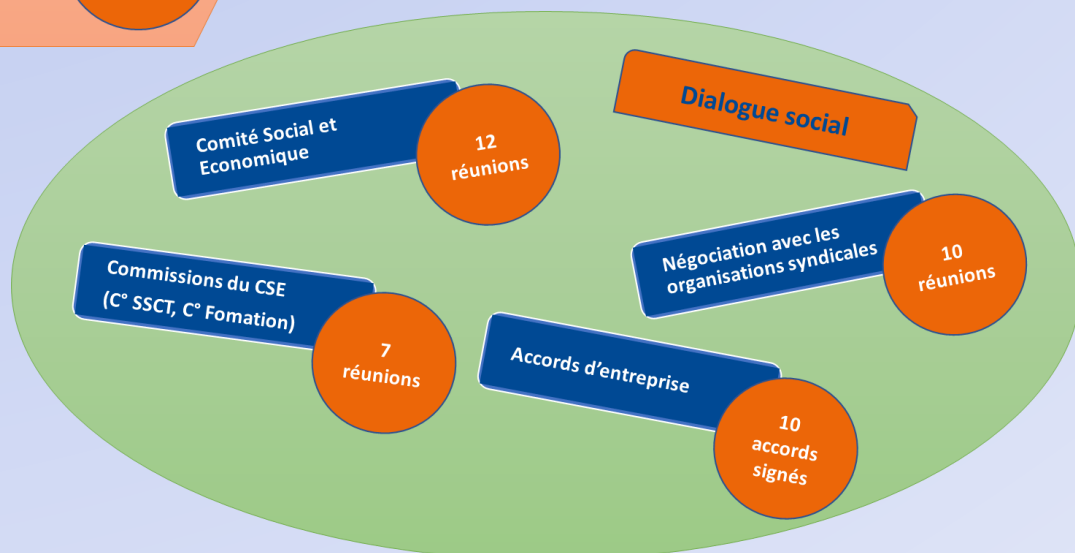 Dialogue social
Comité Social et
Economique
12
réunions
Négociation avec les
organisations syndicales
10
réunions
Commissions du CSE
(C° SSCT, C° Fomation)
7
réunions
Accords d’entreprise
10
accords
signés